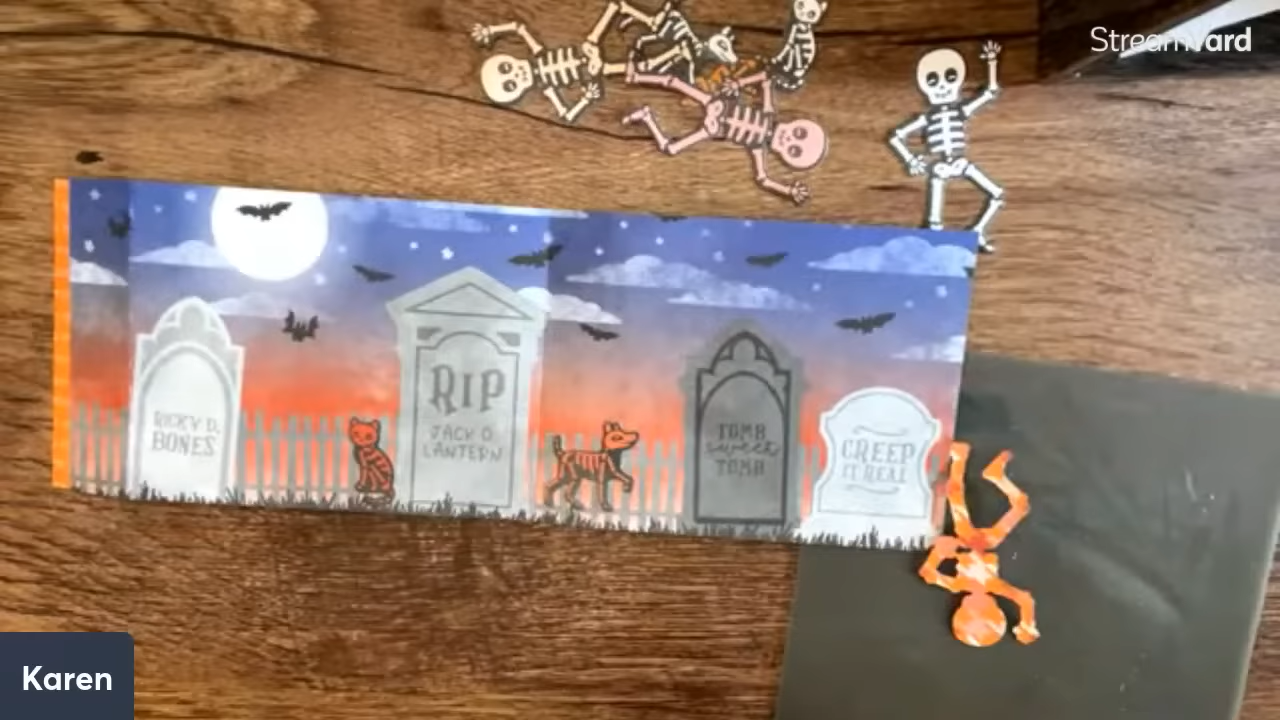 StreamYard
RICKY D.
BONES
RIP
JACK O.
LANTERN
TOMB
sweet
TOMB
CREEP
IT REAL
Karen